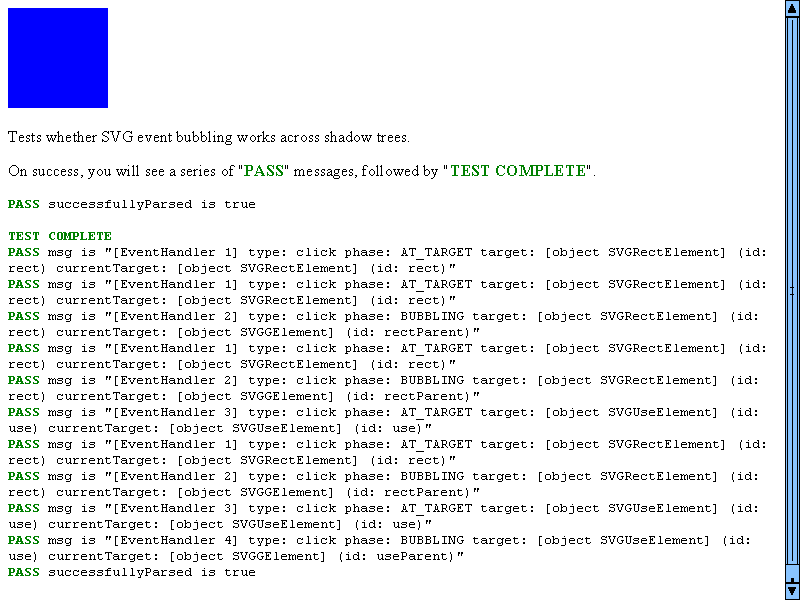 Tests whether SVG event bubbling works across shadow trees.
On success, you will see a series of "PASS" messages, followed by "TEST COMPLETE".
PASS successfullyParsed is true
TEST COMPLETE
PASS msg is "[EventHandler 1] type: click phase: AT_TARGET target: [object SVGRectElement] (id:
rect) currentTarget: [object SVGRectElement] (id: rect)"
PASS msg is "[EventHandler 1] type: click phase: AT_TARGET target: [object SVGRectElement] (id:
rect) currentTarget: [object SVGRectElement] (id: rect)"
PASS msg is "[EventHandler 2] type: click phase: BUBBLING target: [object SVGRectElement] (id:
rect) currentTarget: [object SVGGElement] (id: rectParent)"
PASS msg is "[EventHandler 1] type: click phase: AT_TARGET target: [object SVGRectElement] (id:
rect) currentTarget: [object SVGRectElement] (id: rect)"
PASS msg is "[EventHandler 2] type: click phase: BUBBLING target: [object SVGRectElement] (id:
rect) currentTarget: [object SVGGElement] (id: rectParent)"
PASS msg is "[EventHandler 3] type: click phase: AT_TARGET target: [object SVGUseElement] (id:
use) currentTarget: [object SVGUseElement] (id: use)"
PASS msg is "[EventHandler 1] type: click phase: AT_TARGET target: [object SVGRectElement] (id:
rect) currentTarget: [object SVGRectElement] (id: rect)"
PASS msg is "[EventHandler 2] type: click phase: BUBBLING target: [object SVGRectElement] (id:
rect) currentTarget: [object SVGGElement] (id: rectParent)"
PASS msg is "[EventHandler 3] type: click phase: AT_TARGET target: [object SVGUseElement] (id:
use) currentTarget: [object SVGUseElement] (id: use)"
PASS msg is "[EventHandler 4] type: click phase: BUBBLING target: [object SVGUseElement] (id:
use) currentTarget: [object SVGGElement] (id: useParent)"
PASS successfullyParsed is true